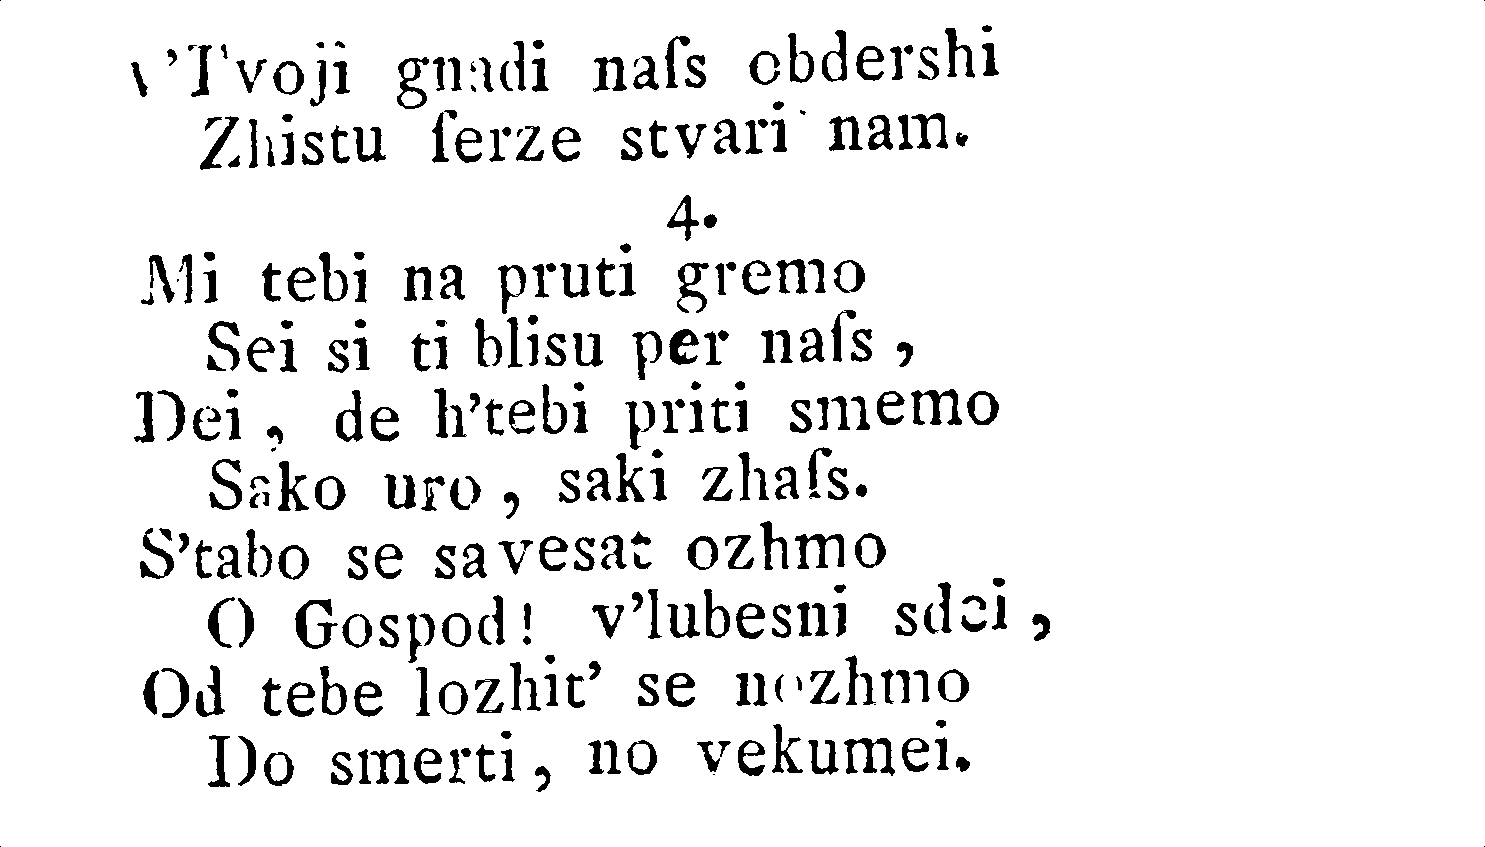 v'Tvoji gnadi naſs obdershi
Zhistu ſerze stvari nam.
4.
Mi tebi na pruti gremo
Sei si ti blisu per naſs,
Dei, de h'tebi priti smemo
Sako uro, saki zhaſs.
S'tabo se savesat ozhmo
O Gospod! v'lubesni sdei,
Od tebe lozhit' se nozhmo
Do smerti, no vekumei.